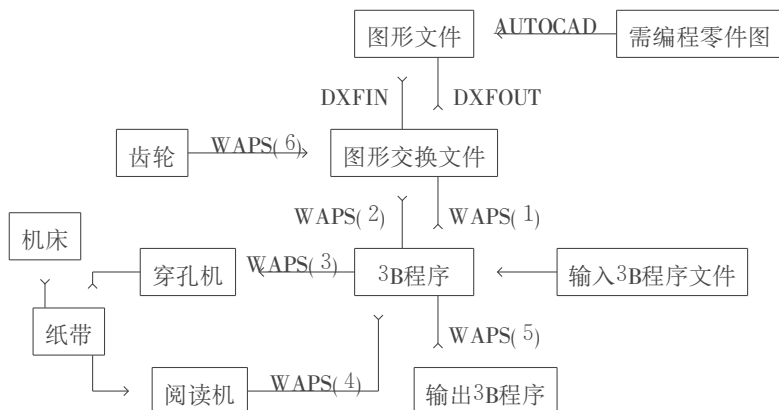 图形文件
AUTOCAD
需编程零件图
DXFIN
DXFOUT
齿轮
WAPS(6)
图形交换文件
WAPS(2)
WAPS(1)
机床
穿孔机
WAPS(3)
3B程序
输入3B程序文件
纸带
WAPS(5)
阅读机
WAPS(4)
输出3B程序